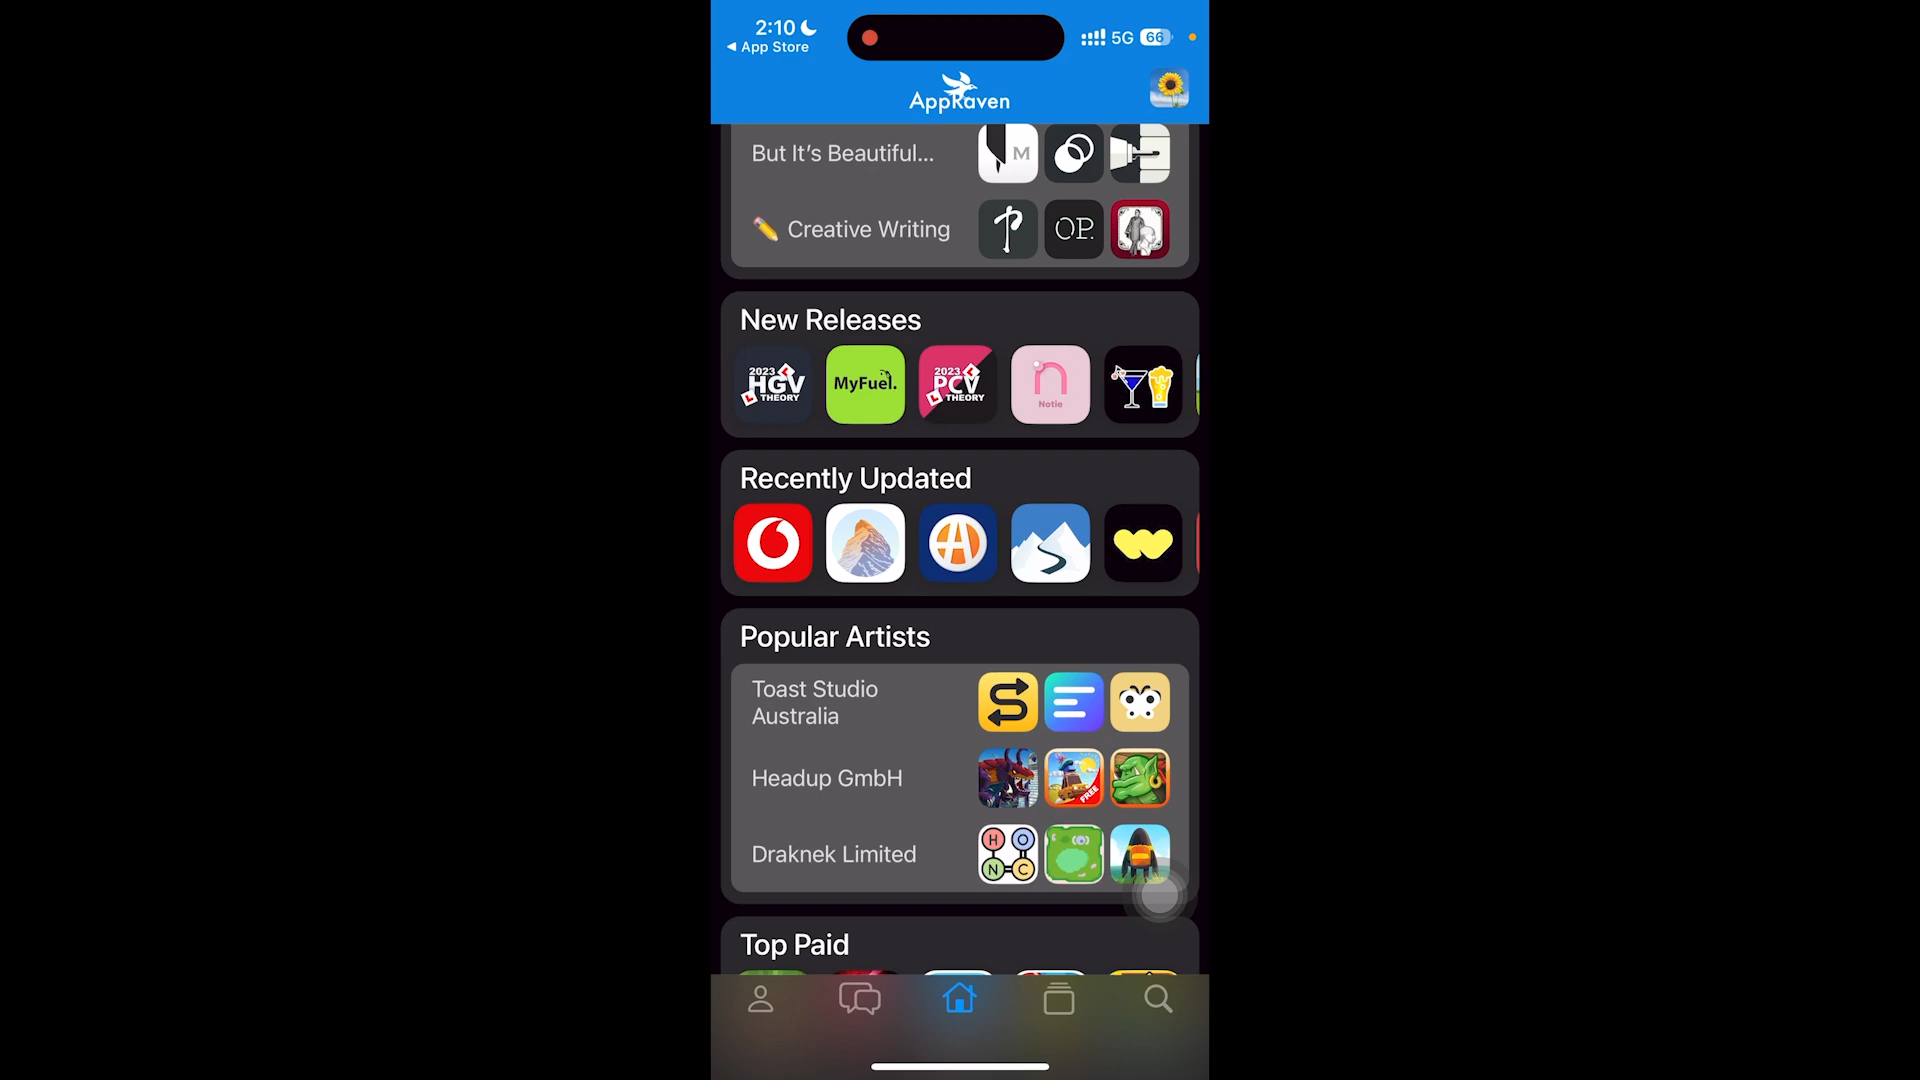 2:10
5G 66
◀ App Store
AppRaven
But It's Beautiful...
M
✏️ Creative Writing
OP.
New Releases
2023 HGV THEORY
MyFuel.
2023 PCV THEORY
n
Notie
Recently Updated
Popular Artists
Toast Studio
Australia
Headup GmbH
FREE
Draknek Limited
H O
N C
Top Paid